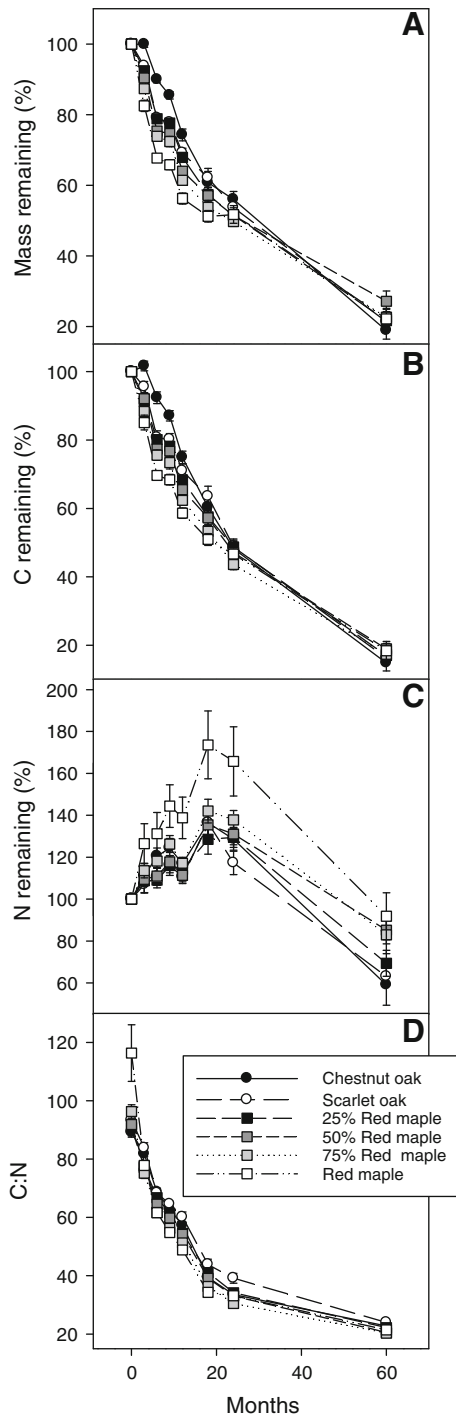 A
Mass remaining (%)
100
80
60
40
20
B
C remaining (%)
100
80
60
40
20
C
N remaining (%)
200
180
160
140
120
100
80
60
D
C:N
120
100
80
60
40
20
Chestnut oak
Scarlet oak
25% Red maple
50% Red maple
75% Red maple
Red maple
0 20 40 60
Months